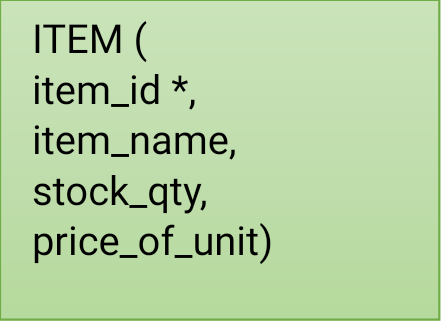 ITEM (
item_id *,
item_name,
stock_qty,
price_of_unit)